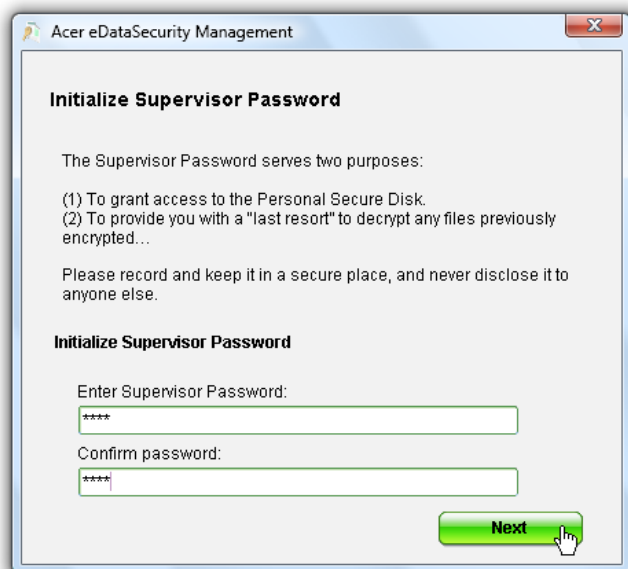 Acer eDataSecurity Management
Initialize Supervisor Password
The Supervisor Password serves two purposes:
(1) To grant access to the Personal Secure Disk.
(2) To provide you with a "last resort" to decrypt any files previously
encrypted...
Please record and keep it in a secure place, and never disclose it to
anyone else.
Initialize Supervisor Password
Enter Supervisor Password:
****
Confirm password:
****
Next